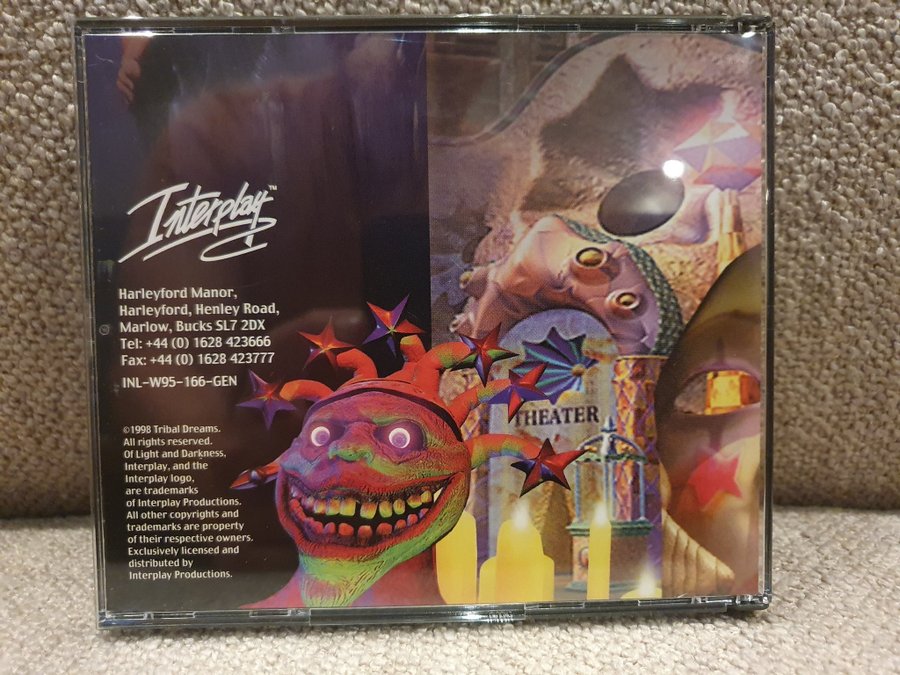 Interplay™
Harleyford Manor,
Harleyford, Henley Road,
Marlow, Bucks SL7 2DX
Tel: +44 (0) 1628 423666
Fax: +44 (0) 1628 423777
INL-W95-166-GEN
©1998 Tribal Dreams.
All rights reserved.
Of Light and Darkness,
Interplay, and the
Interplay logo,
are trademarks
of Interplay Productions.
All other copyrights and
trademarks are property
of their respective owners.
Exclusively licensed and
distributed by
Interplay Productions.
THEATER